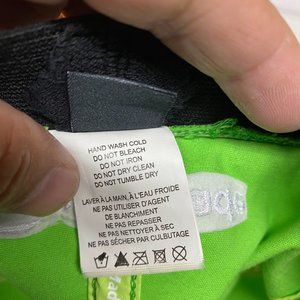 HAND WASH COLD
DO NOT BLEACH
DO NOT IRON
DO NOT DRY CLEAN
DO NOT TUMBLE DRY
LAVER À LA MAIN, À L'EAU FROIDE
NE PAS UTILISER D'AGENT
DE BLANCHIMENT
NE PAS REPASSER
NE PAS NETTOYER À SEC
NE PAS SÉCHER PAR CULBUTAGE